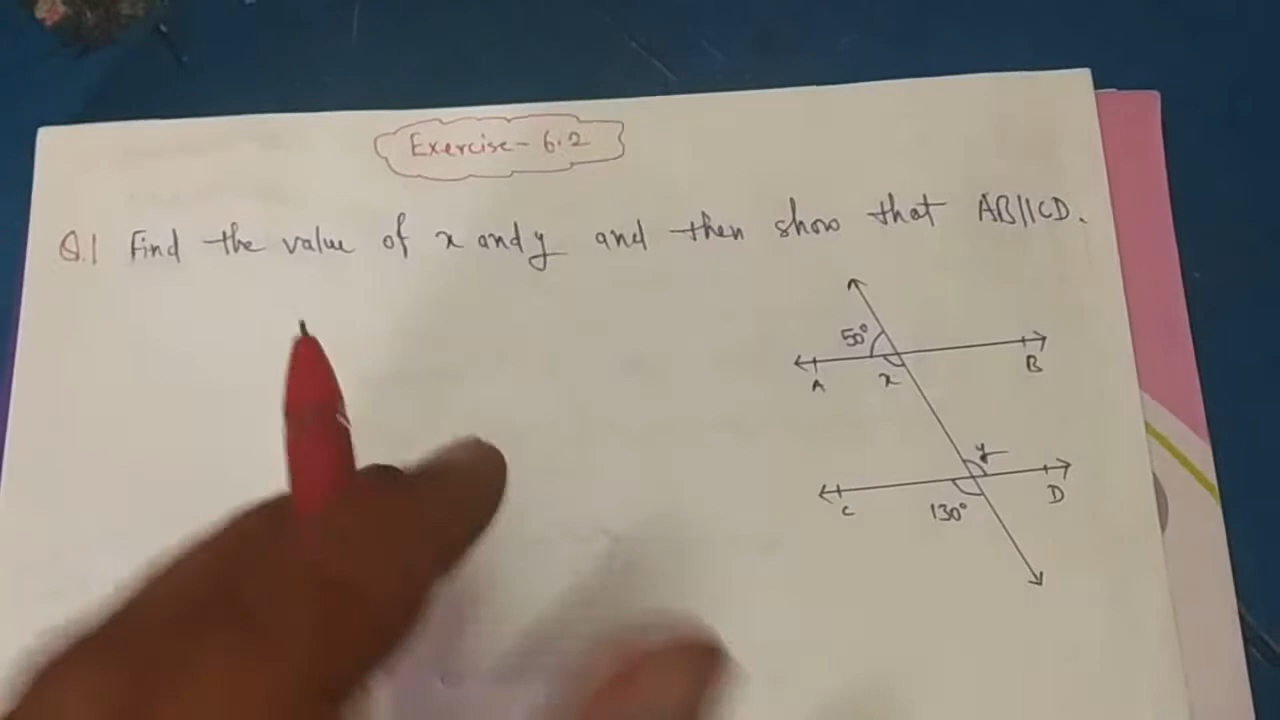 Exercise- 6.2
Q.1 Find the value of x and y and then show that AB||CD.
50°
A
x
B
y
C
130°
D